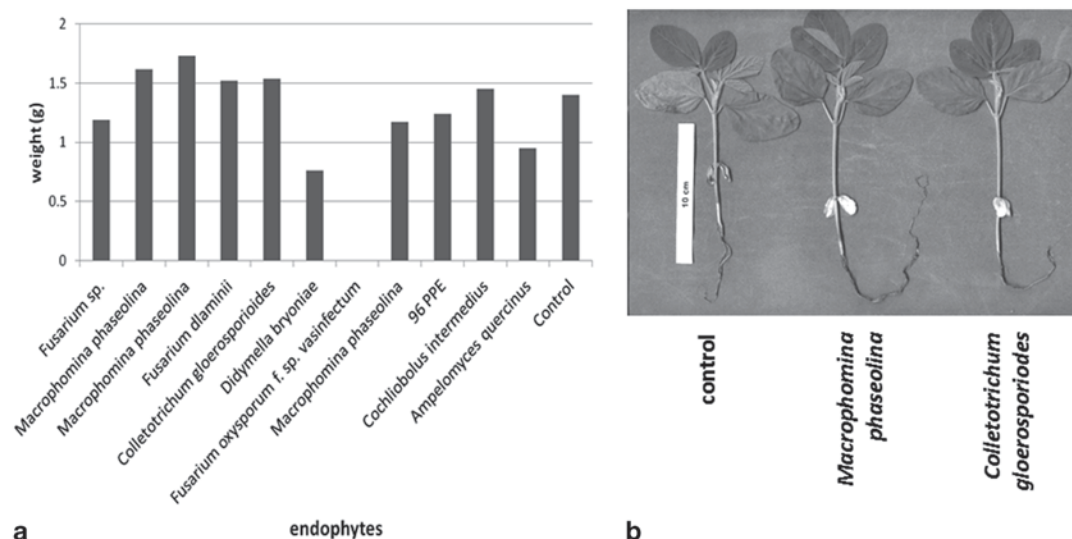 2
1.5
1
1.5
0
weight (g)
Fusarium sp.
Macrophomina phaseolina
Macrophomina phaseolina
Fusarium dlaminii
Colletotrichum gloerosporioides
Didymella bryoniae
Fusarium oxysporum f. sp. vasinfectum
Macrophomina phaseolina
96 PPE
Cochliobolus intermedius
Ampelomyces quercinus
Control
endophytes
a
10 cm
control
Macrophomina
phaseolina
Colletotrichum
gloerosporiodes
b